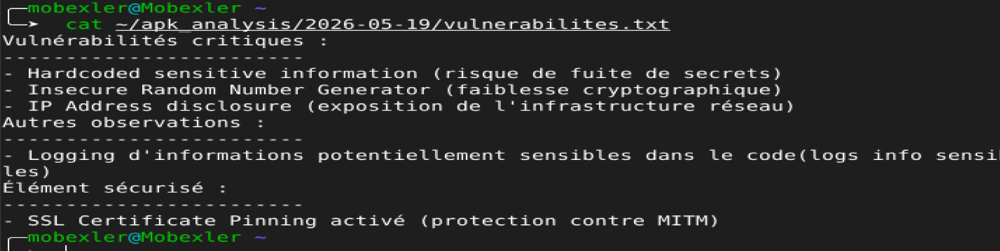 mobexler@Mobexler ~
cat ~/apk_analysis/2026-05-19/vulnerabilites.txt
Vulnérabilités critiques :
------------------------
- Hardcoded sensitive information (risque de fuite de secrets)
- Insecure Random Number Generator (faiblesse cryptographique)
- IP Address disclosure (exposition de l'infrastructure réseau)
Autres observations :
------------------------
- Logging d'informations potentiellement sensibles dans le code(logs info sensib
les)
Élément sécurisé :
------------------------
- SSL Certificate Pinning activé (protection contre MITM)
mobexler@Mobexler ~